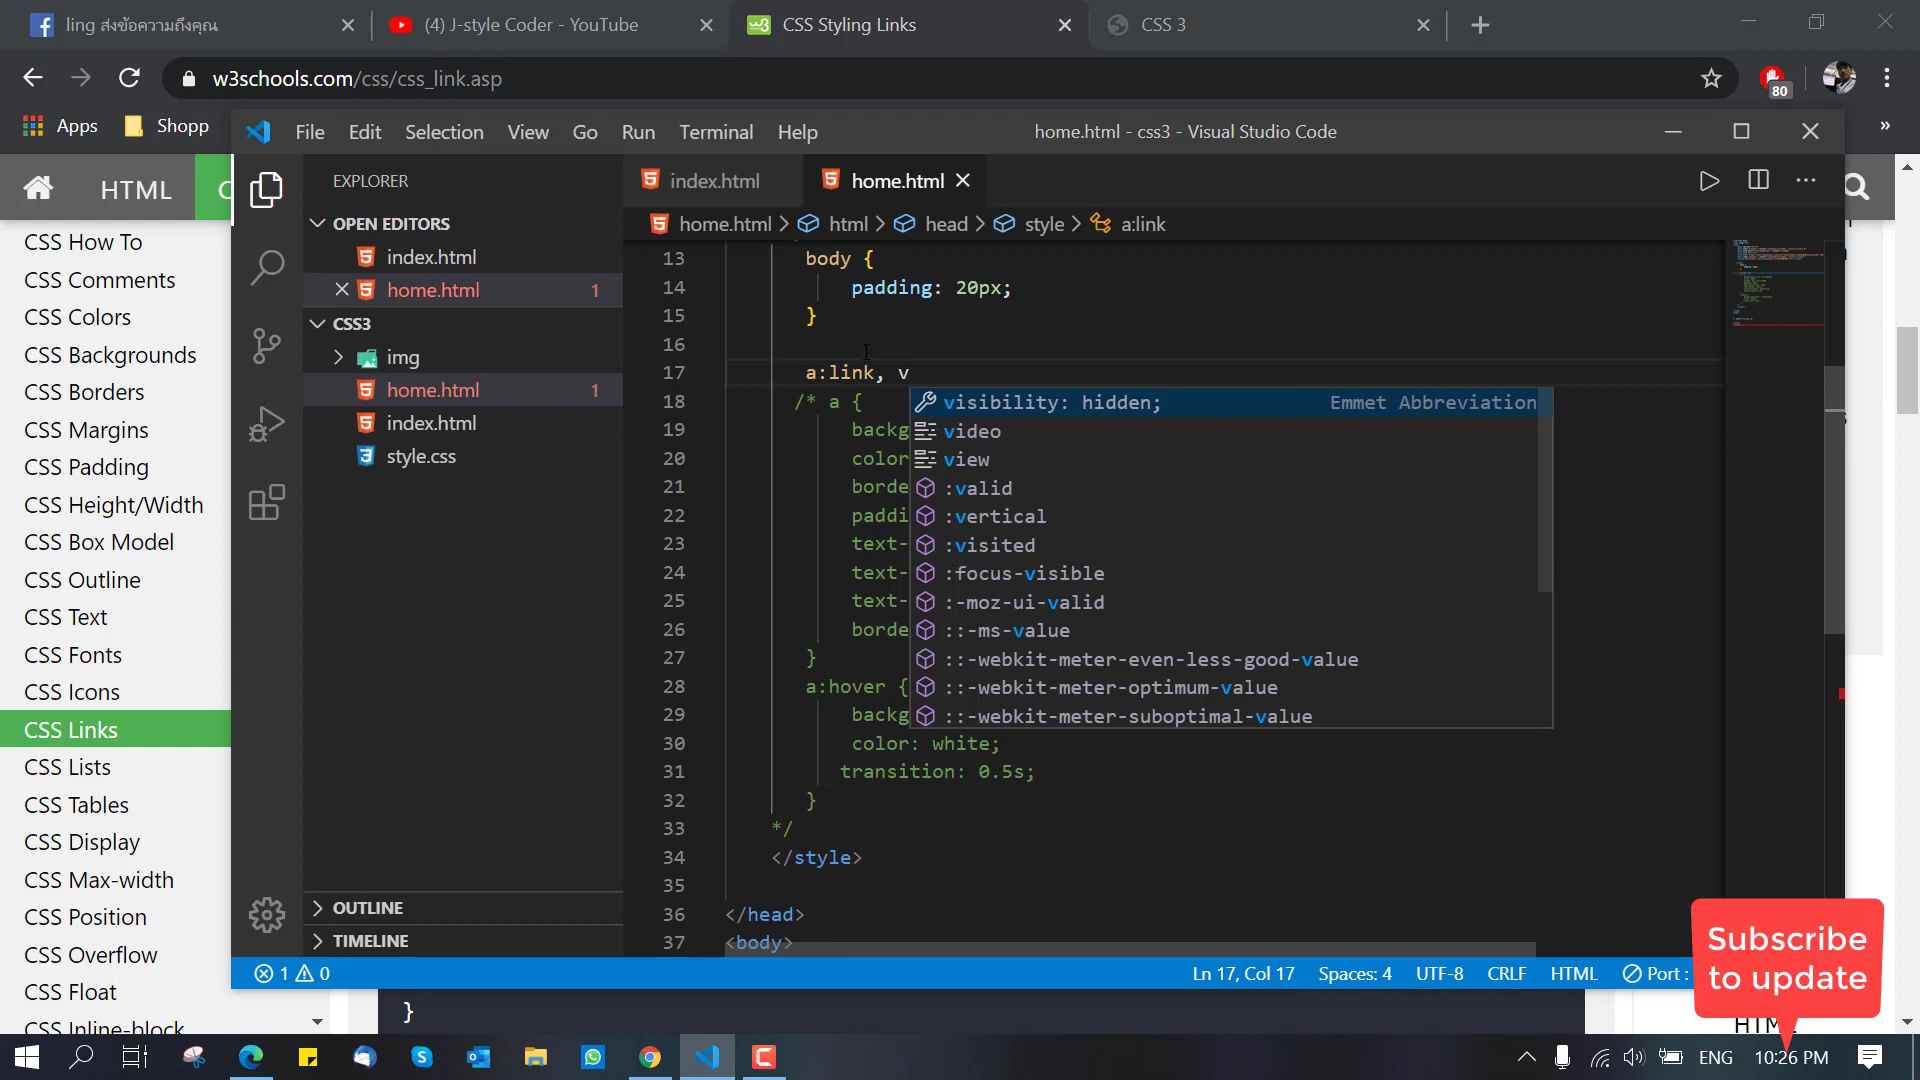 ling ส่งข้อความถึงคุณ
(4) J-style Coder - YouTube
CSS Styling Links
CSS 3
w3schools.com/css/css_link.asp
80
Apps
Shopp
»
File Edit Selection View Go Run Terminal Help
home.html - css3 - Visual Studio Code
HTML
C
EXPLORER
index.html
home.html
OPEN EDITORS
index.html
home.html 1
CSS3
img
home.html 1
index.html
style.css
OUTLINE
TIMELINE
home.html > html > head > style > a:link
13 body {
14 padding: 20px;
15 }
16
17 a:link, v
18 /* a {
19 backg
20 color
21 borde
22 paddi
23 text-
24 text-
25 text-
26 borde
27 }
28 a:hover {
29 backg
30 color: white;
31 transition: 0.5s;
32 }
33 */
34 </style>
35
36 </head>
37 <body>
visibility: hidden; Emmet Abbreviation
video
view
:valid
:vertical
:visited
:focus-visible
:-moz-ui-valid
::-ms-value
::-webkit-meter-even-less-good-value
::-webkit-meter-optimum-value
::-webkit-meter-suboptimal-value
CSS How To
CSS Comments
CSS Colors
CSS Backgrounds
CSS Borders
CSS Margins
CSS Padding
CSS Height/Width
CSS Box Model
CSS Outline
CSS Text
CSS Fonts
CSS Icons
CSS Links
CSS Lists
CSS Tables
CSS Display
CSS Max-width
CSS Position
CSS Overflow
CSS Float
CSS Inline-block
1 0
Ln 17, Col 17 Spaces: 4 UTF-8 CRLF HTML Port :
}
Subscribe
to update
HTML
ENG 10:26 PM